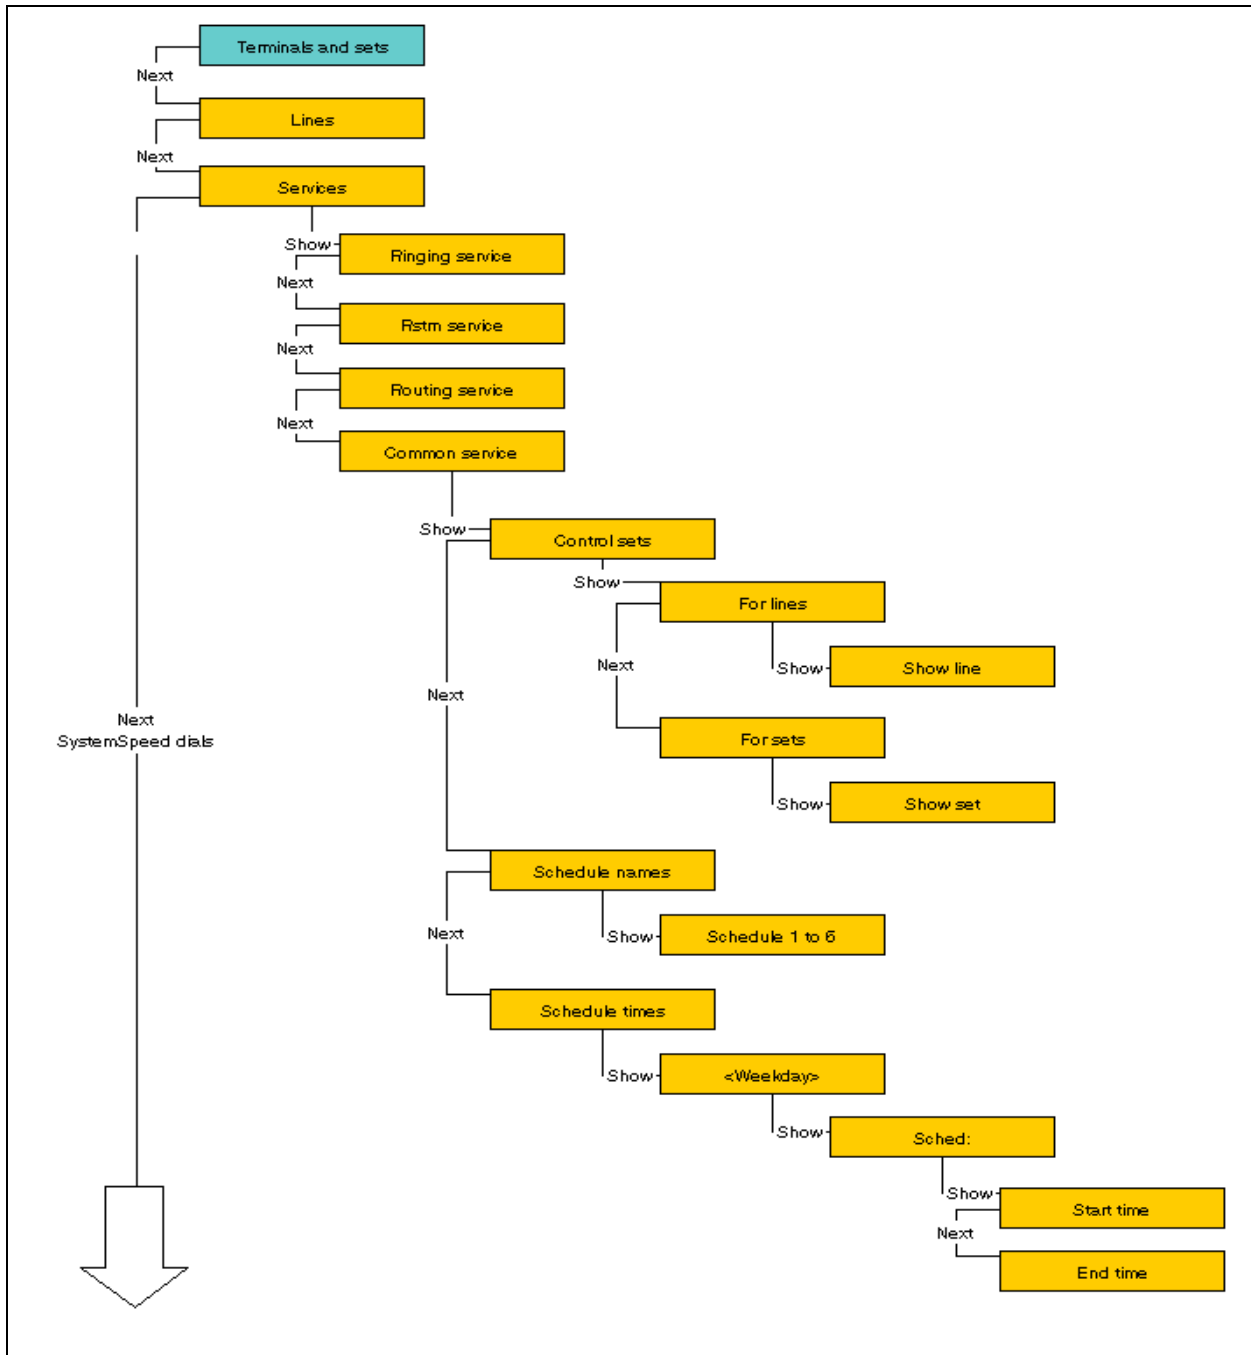 Terminals and sets
Next
Lines
Next
Services
Show
Ringing service
Next
Rstrn service
Next
Routing service
Next
Common service
Show
Control sets
Show
For lines
Next
Show
Show line
Next
Next
SystemSpeed dials
For sets
Show
Show set
Schedule names
Next
Show
Schedule 1 to 6
Schedule times
Show
<Weekday>
Show
Sched:
Show
Start time
Next
End time